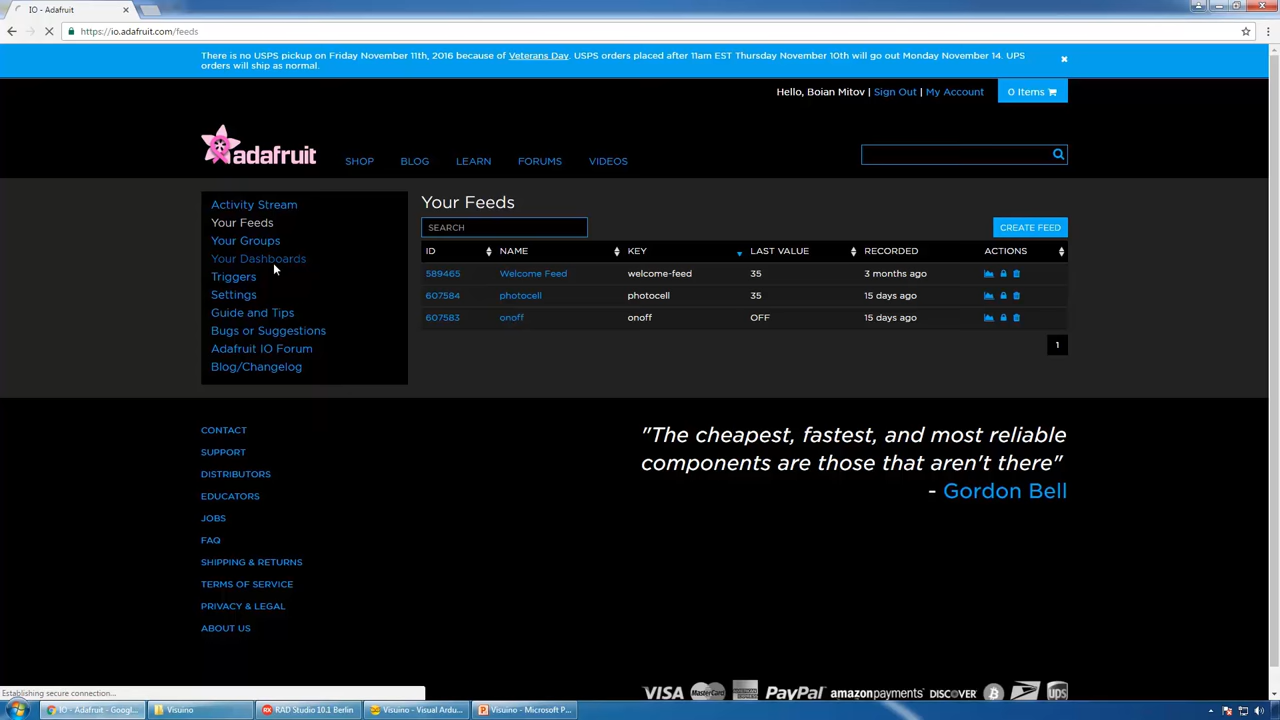 IO - Adafruit
https://io.adafruit.com/feeds
There is no USPS pickup on Friday November 11th, 2016 because of Veterans Day. USPS orders placed after 11am EST Thursday November 10th will go out Monday November 14. UPS
orders will ship as normal.
Hello, Boian Mitov | Sign Out | My Account
0 Items
adafruit
SHOP
BLOG
LEARN
FORUMS
VIDEOS
Activity Stream
Your Feeds
Your Groups
Your Dashboards
Triggers
Settings
Guide and Tips
Bugs or Suggestions
Adafruit IO Forum
Blog/Changelog
Your Feeds
SEARCH
CREATE FEED
ID NAME KEY LAST VALUE RECORDED ACTIONS
589465 Welcome Feed welcome-feed 35 3 months ago
607584 photocell photocell 35 15 days ago
607583 onoff onoff OFF 15 days ago
1
CONTACT
SUPPORT
DISTRIBUTORS
EDUCATORS
JOBS
FAQ
SHIPPING & RETURNS
TERMS OF SERVICE
PRIVACY & LEGAL
ABOUT US
"The cheapest, fastest, and most reliable
components are those that aren't there"
- Gordon Bell
VISA MasterCard PayPal amazonpayments DISCOVER ups
Establishing secure connection...
IO - Adafruit - Googl...
Visuino
RX RAD Studio 10.1 Berlin
Visuino - Visual Ardu...
Visuino - Microsoft P...